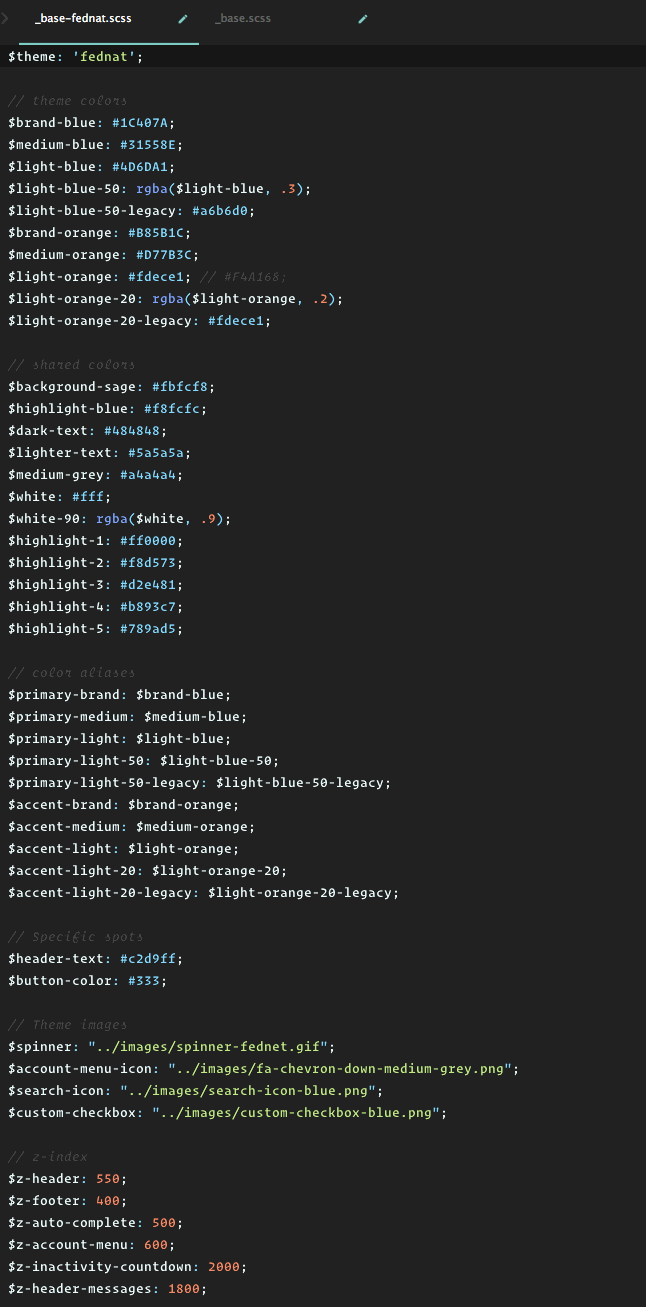 _base-fednat.scss
_base.scss
$theme: 'fednat';
// theme colors
$brand-blue: #1C407A;
$medium-blue: #31558E;
$light-blue: #4D6DA1;
$light-blue-50: rgba($light-blue, .3);
$light-blue-50-legacy: #a6b6d0;
$brand-orange: #B85B1C;
$medium-orange: #D77B3C;
$light-orange: #fdece1; // #F4A168;
$light-orange-20: rgba($light-orange, .2);
$light-orange-20-legacy: #fdece1;
// shared colors
$background-sage: #fbfcf8;
$highlight-blue: #f8fcfc;
$dark-text: #484848;
$lighter-text: #5a5a5a;
$medium-grey: #a4a4a4;
$white: #fff;
$white-90: rgba($white, .9);
$highlight-1: #ff0000;
$highlight-2: #f8d573;
$highlight-3: #d2e481;
$highlight-4: #b893c7;
$highlight-5: #789ad5;
// color aliases
$primary-brand: $brand-blue;
$primary-medium: $medium-blue;
$primary-light: $light-blue;
$primary-light-50: $light-blue-50;
$primary-light-50-legacy: $light-blue-50-legacy;
$accent-brand: $brand-orange;
$accent-medium: $medium-orange;
$accent-light: $light-orange;
$accent-light-20: $light-orange-20;
$accent-light-20-legacy: $light-orange-20-legacy;
// Specific spots
$header-text: #c2d9ff;
$button-color: #333;
// Theme images
$spinner: "../images/spinner-fednet.gif";
$account-menu-icon: "../images/fa-chevron-down-medium-grey.png";
$search-icon: "../images/search-icon-blue.png";
$custom-checkbox: "../images/custom-checkbox-blue.png";
// z-index
$z-header: 550;
$z-footer: 400;
$z-auto-complete: 500;
$z-account-menu: 600;
$z-inactivity-countdown: 2000;
$z-header-messages: 1800;